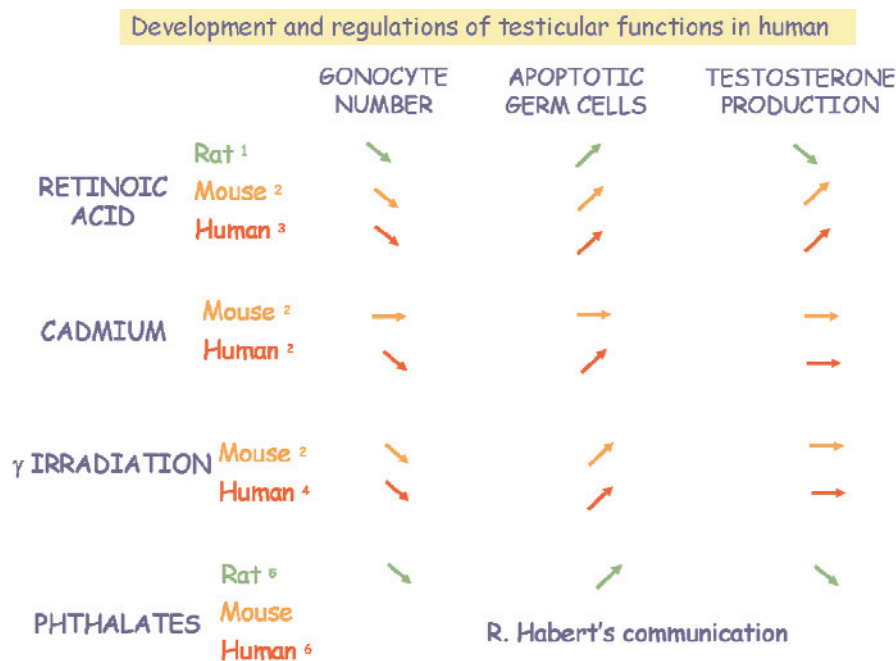 Development and regulations of testicular functions in human
GONOCYTE NUMBER
APOPTOTIC GERM CELLS
TESTOSTERONE PRODUCTION
RETINOIC ACID
Rat 1
Mouse 2
Human 3
CADMIUM
Mouse 2
Human 2
γ IRRADIATION
Mouse 2
Human 4
PHTHALATES
Rat 5
Mouse
Human 6
R. Habert's communication